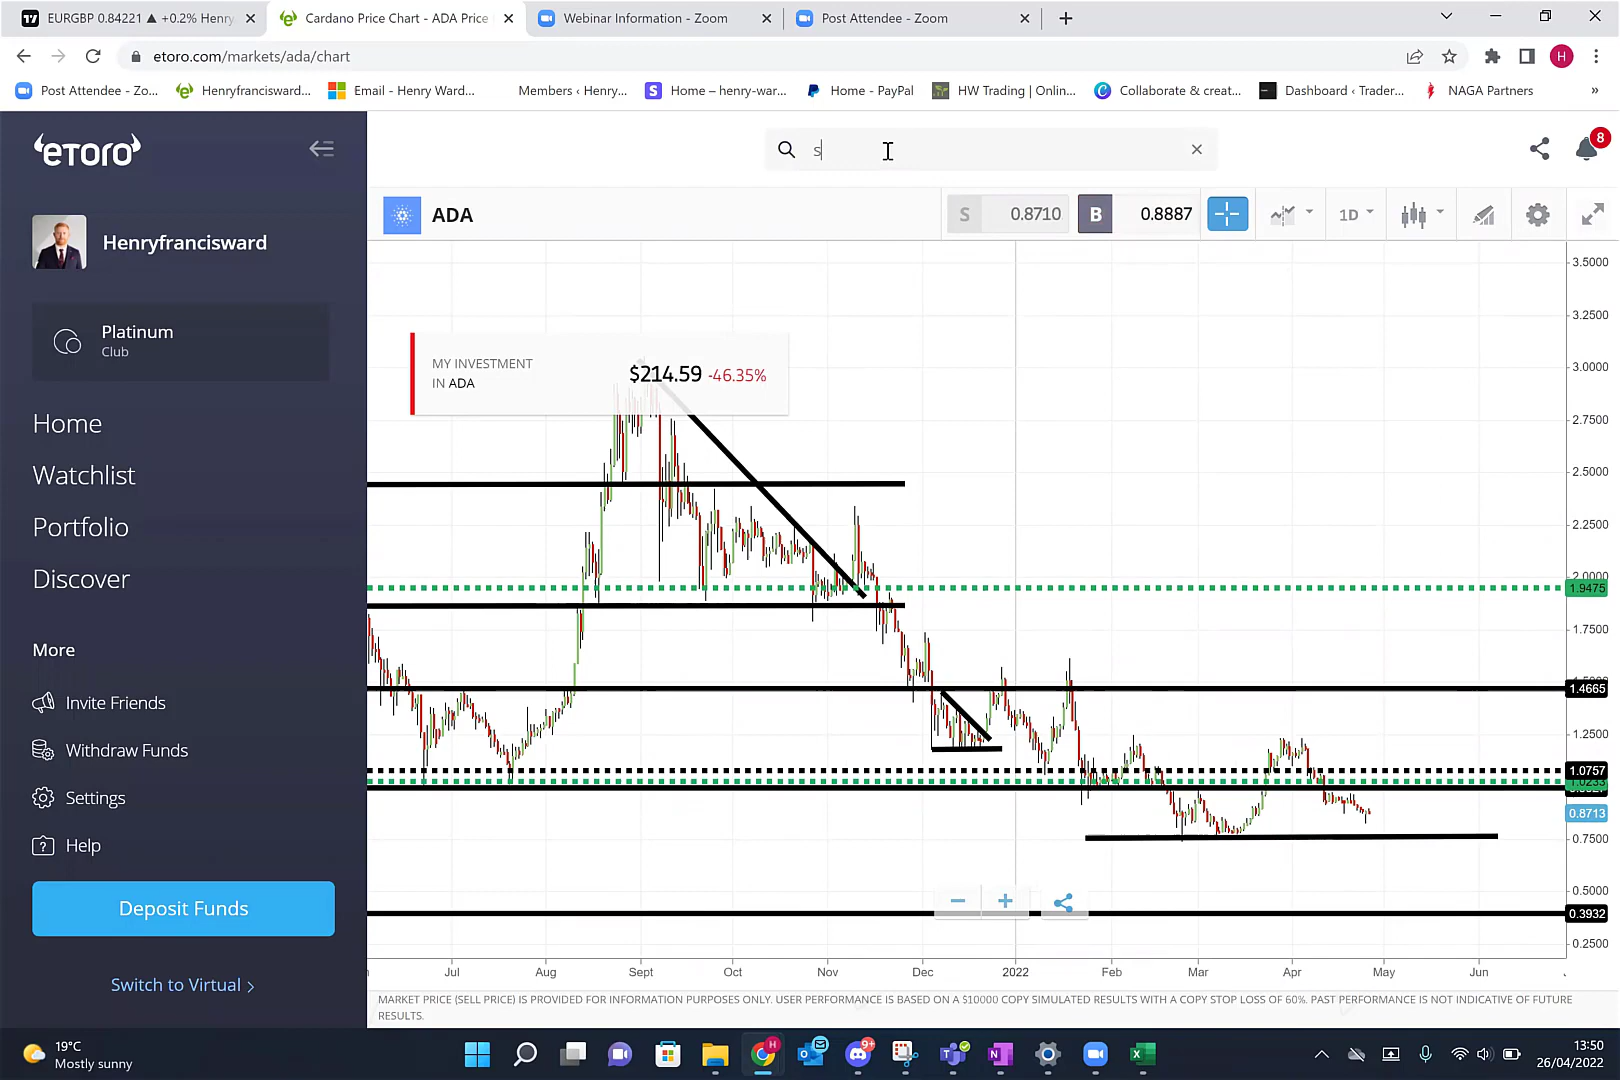 EURGBP 0.84221 ▲ +0.2% Henry
Cardano Price Chart - ADA Price
Webinar Information - Zoom
Post Attendee - Zoom
etoro.com/markets/ada/chart
H
Post Attendee - Zo...
Henryfrancisward...
Email - Henry Ward...
Members ‹ Henry...
Home – henry-war...
Home - PayPal
HW Trading | Onlin...
Collaborate & creat...
Dashboard ‹ Trader...
NAGA Partners
»
eToro
s
8
ADA
S
0.8710
B
0.8887
1D
Henryfrancisward
Platinum
Club
Home
Watchlist
Portfolio
Discover
More
Invite Friends
Withdraw Funds
Settings
Help
Deposit Funds
Switch to Virtual >
MY INVESTMENT
IN ADA
$214.59 -46.35%
3.5000
3.2500
3.0000
2.7500
2.5000
2.2500
2.0000
1.9475
1.7500
1.4665
1.2500
1.0757
0.8713
0.7500
0.5000
0.3932
0.2500
Jul
Aug
Sept
Oct
Nov
Dec
2022
Feb
Mar
Apr
May
Jun
MARKET PRICE (SELL PRICE) IS PROVIDED FOR INFORMATION PURPOSES ONLY. USER PERFORMANCE IS BASED ON A $10000 COPY SIMULATED RESULTS WITH A COPY STOP LOSS OF 60%. PAST PERFORMANCE IS NOT INDICATIVE OF FUTURE
RESULTS.
19°C
Mostly sunny
H
9+
13:50
26/04/2022